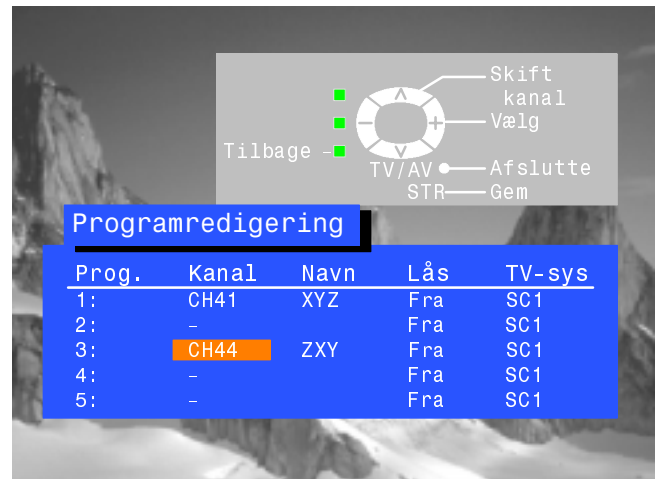 Skift
kanal
Vælg
Tilbage
TV/AV
Afslutte
STR
Gem
Programredigering
Prog. Kanal Navn Lås TV-sys
1: CH41 XYZ Fra SC1
2: – Fra SC1
3: CH44 ZXY Fra SC1
4: – Fra SC1
5: – Fra SC1